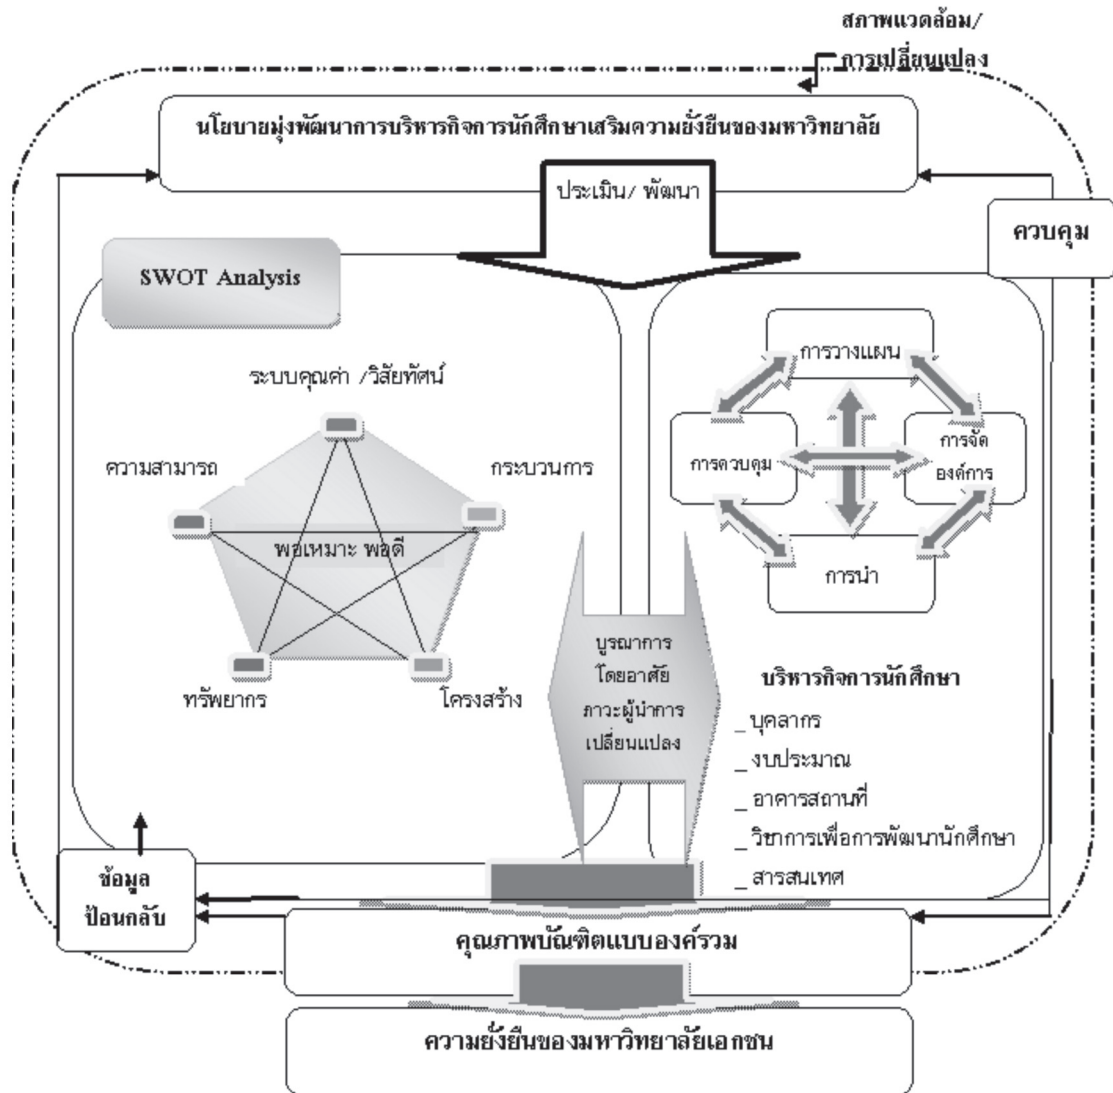 สภาพแวดล้อม/
การเปลี่ยนแปลง
นโยบายมุ่งพัฒนาการบริหารกิจการนักศึกษาเสริมความยั่งยืนของมหาวิทยาลัย
ประเมิน/ พัฒนา
ควบคุม
SWOT Analysis
ระบบคุณค่า /วิสัยทัศน์
ความสามารถ
กระบวนการ
พอเหมาะ พอดี
ทรัพยากร
โครงสร้าง
การวางแผน
การควบคุม
การจัด
องค์การ
การนำ
บูรณาการ
โดยอาศัย
ภาวะผู้นำการ
เปลี่ยนแปลง
บริหารกิจการนักศึกษา
_ บุคลากร
_ งบประมาณ
_ อาคารสถานที่
_ วิชาการเพื่อการพัฒนานักศึกษา
_ สารสนเทศ
ข้อมูล
ป้อนกลับ
คุณภาพบัณฑิตแบบองค์รวม
ความยั่งยืนของมหาวิทยาลัยเอกชน